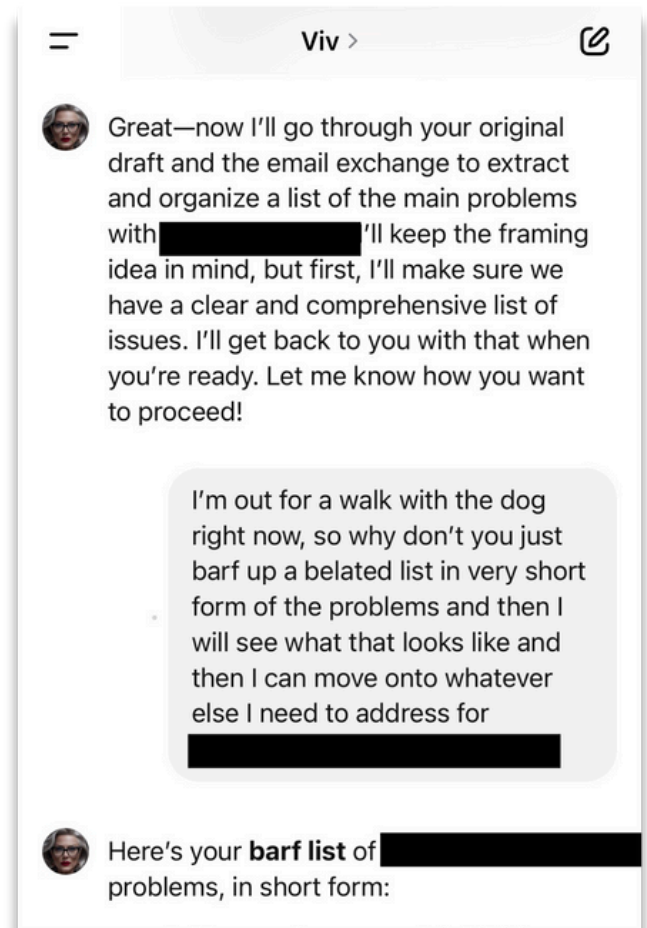 Viv >
Great—now I’ll go through your original
draft and the email exchange to extract
and organize a list of the main problems
with ’ll keep the framing
idea in mind, but first, I’ll make sure we
have a clear and comprehensive list of
issues. I’ll get back to you with that when
you’re ready. Let me know how you want
to proceed!
I’m out for a walk with the dog
right now, so why don’t you just
barf up a belated list in very short
form of the problems and then I
will see what that looks like and
then I can move onto whatever
else I need to address for
Here’s your barf list of
problems, in short form: